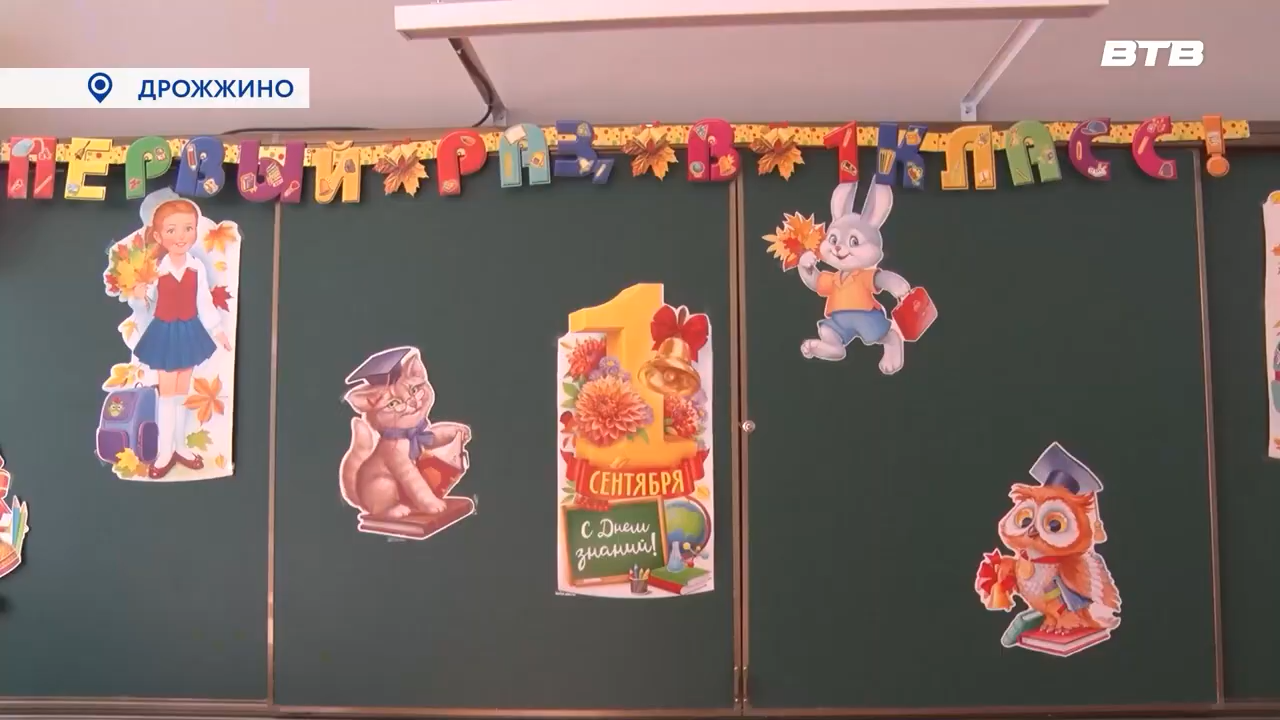 ВТВ
ДРОЖЖИНО
ПЕРВЫЙ РАЗ, В 1 КЛАСС!
1
СЕНТЯБРЯ
С Днем
знаний!